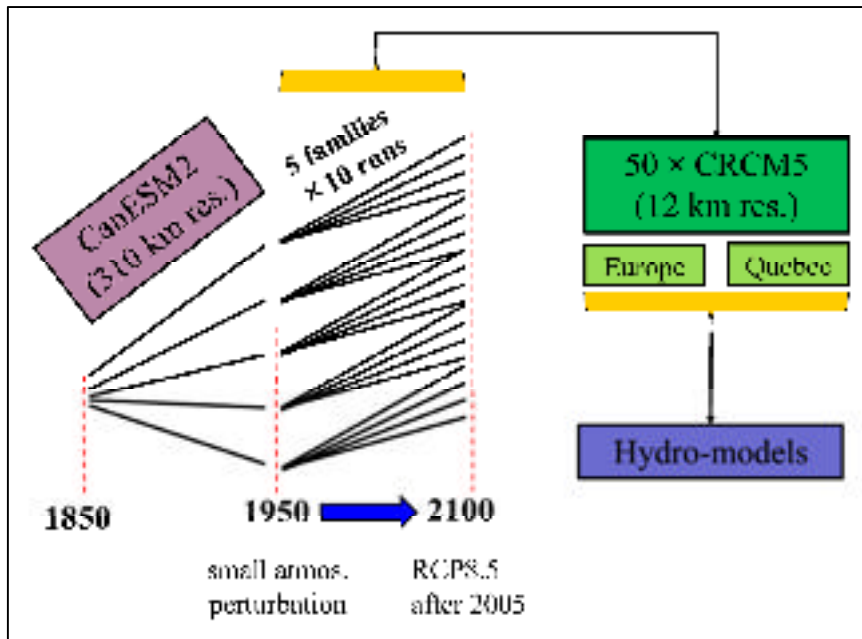 CanESM2
(310 km res.)
5 families
× 10 runs
50 × CRCM5
(12 km res.)
Europe
Quebec
Hydro-models
1850
1950
2100
small atmos.
perturbation
RCP8.5
after 2005